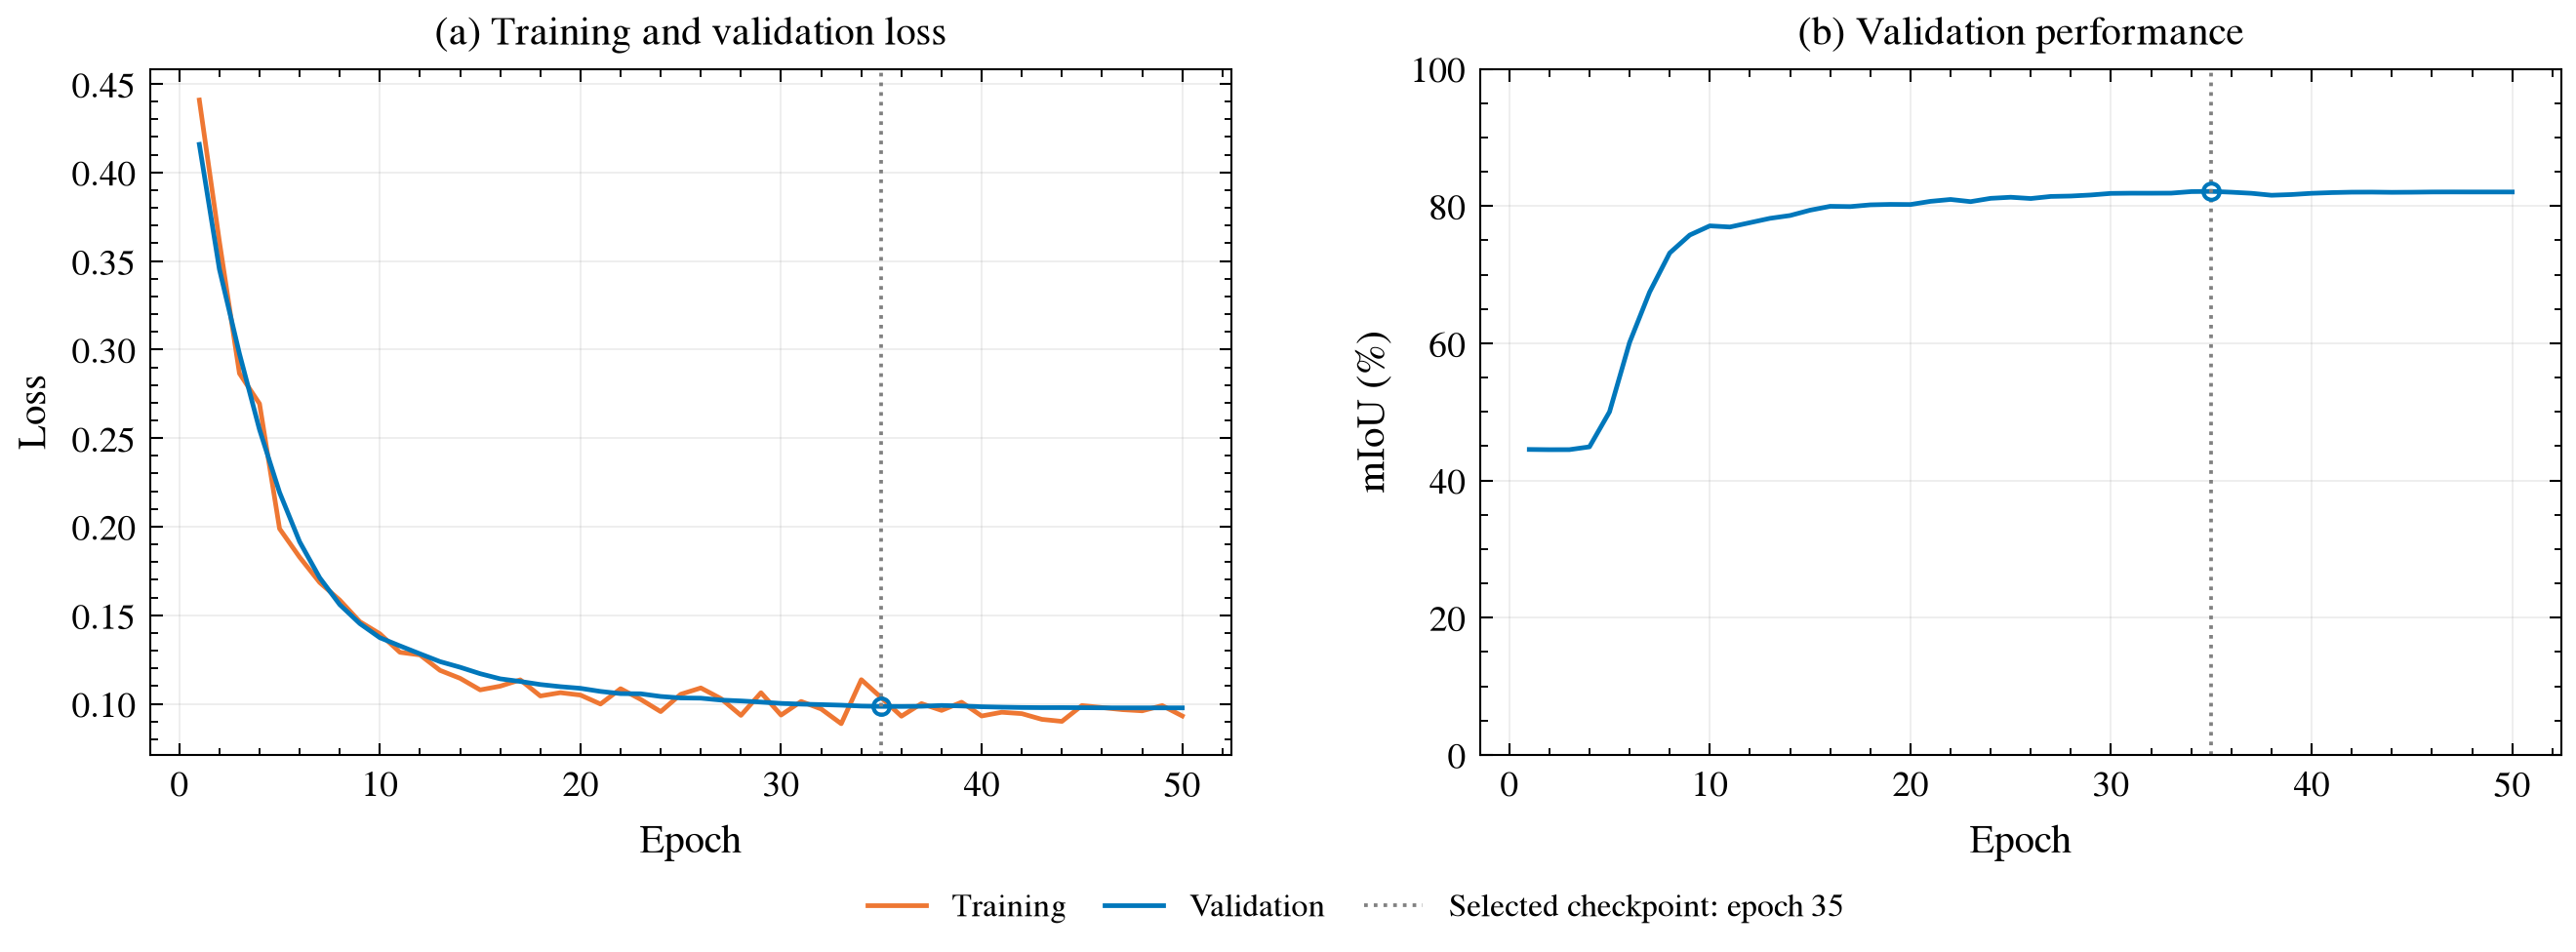 (a) Training and validation loss
0.45
0.40
0.35
0.30
0.25
0.20
0.15
0.10
Loss
0 10 20 30 40 50
Epoch
(b) Validation performance
100
80
60
40
20
0
mIoU (%)
0 10 20 30 40 50
Epoch
Training Validation Selected checkpoint: epoch 35